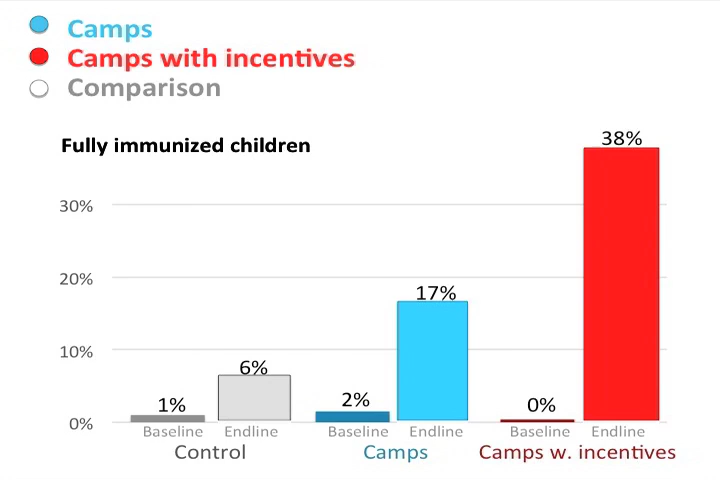 Camps
Camps with incentives
Comparison
Fully immunized children
38%
30%
20%
17%
10%
6%
2%
1%
0%
0%
Baseline Endline Baseline Endline Baseline Endline
Control Camps Camps w. incentives